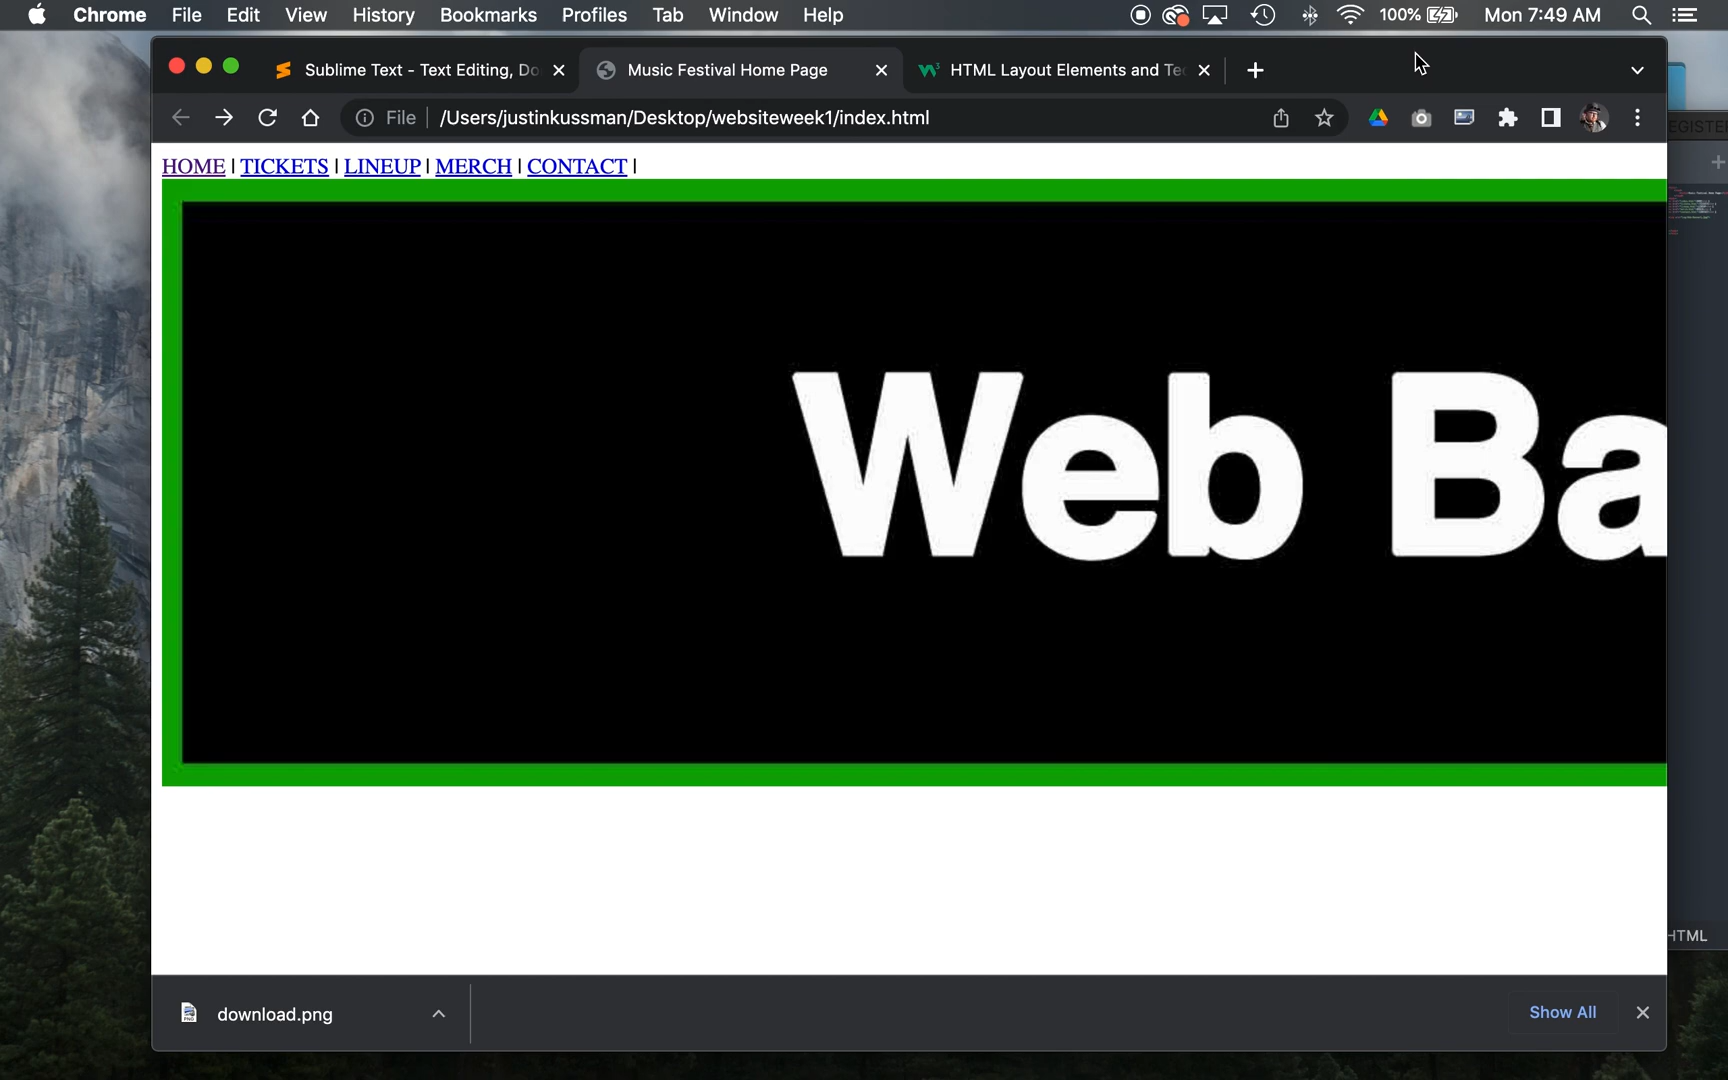 Chrome File Edit View History Bookmarks Profiles Tab Window Help 100% Mon 7:49 AM
Sublime Text - Text Editing, Do
Music Festival Home Page
HTML Layout Elements and Te
File /Users/justinkussman/Desktop/websiteweek1/index.html
EGISTE
HOME | TICKETS | LINEUP | MERCH | CONTACT |
Web Ba
HTML
download.png
Show All